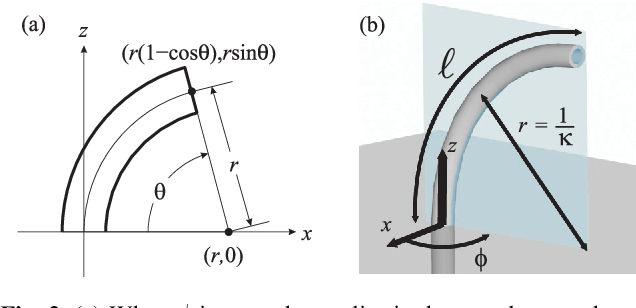 (a)
z
(r(1−cosθ),rsinθ)
θ
r
x
(r,0)
(b)
ℓ
r = 1/κ
z
x
ϕ